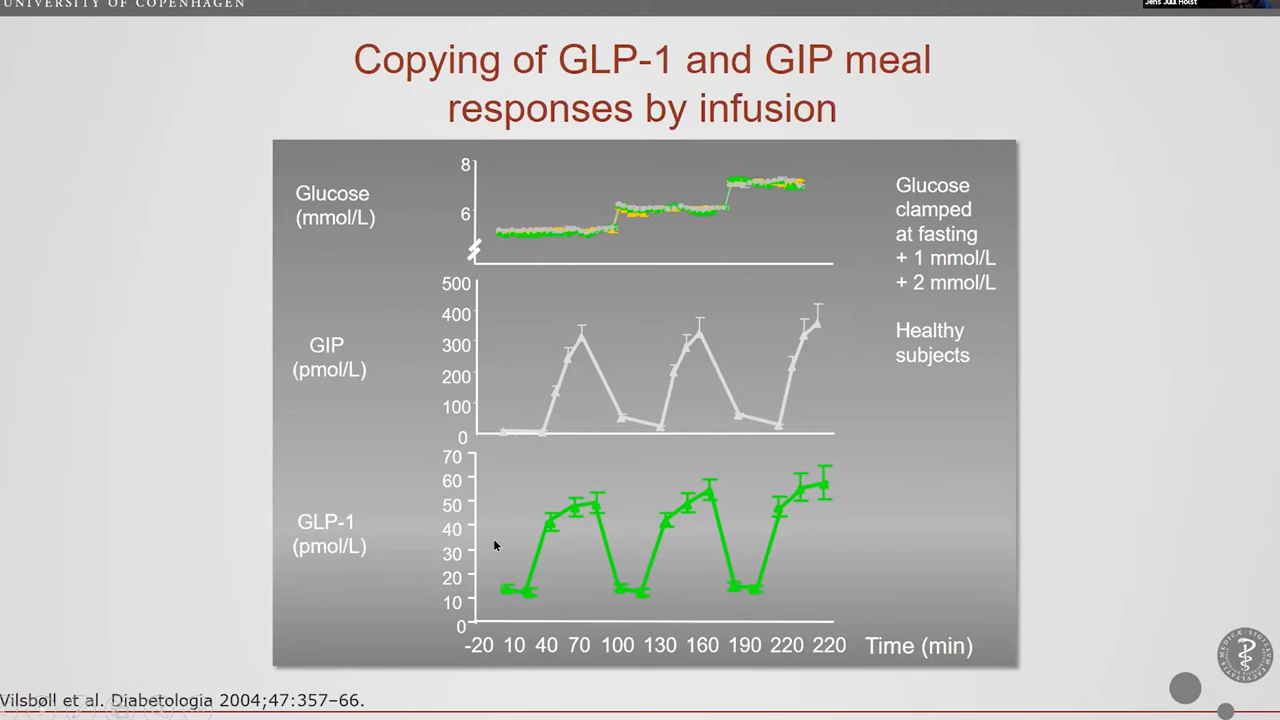 UNIVERSITY OF COPENHAGEN
Jens Juul Holst
Copying of GLP-1 and GIP meal
responses by infusion
Glucose
(mmol/L)
8
6
Glucose
clamped
at fasting
+ 1 mmol/L
+ 2 mmol/L
Healthy
subjects
GIP
(pmol/L)
500
400
300
200
100
0
GLP-1
(pmol/L)
70
60
50
40
30
20
10
0
-20 10 40 70 100 130 160 190 220 220 Time (min)
Vilsbøll et al. Diabetologia 2004;47:357–66.